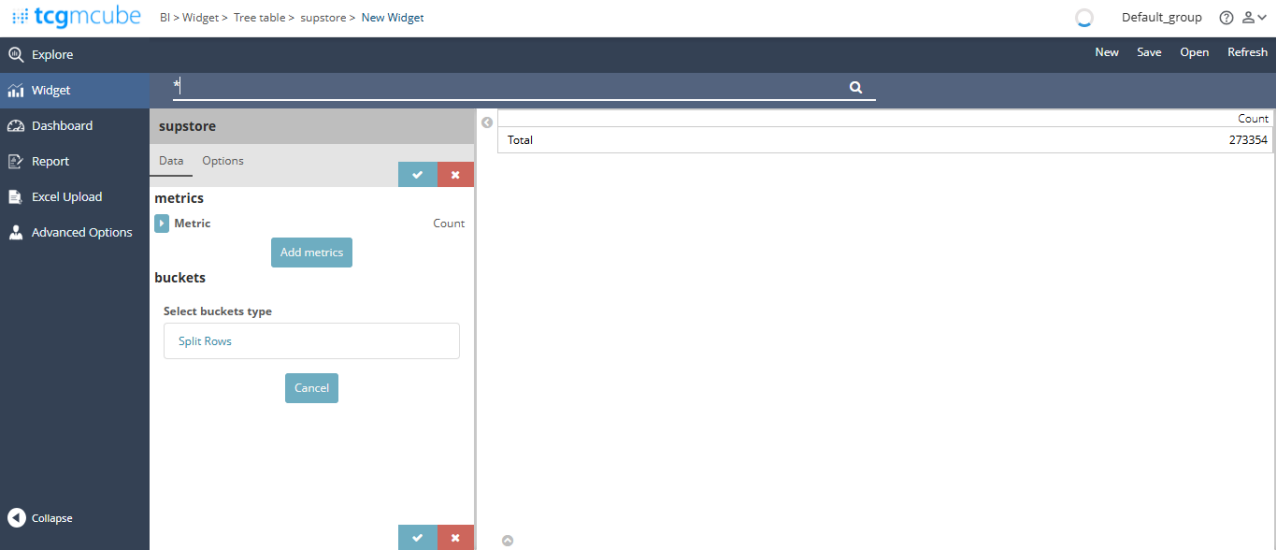 tcgmcube BI > Widget > Tree table > supstore > New Widget Default_group
Explore New Save Open Refresh
Widget *
Dashboard supstore Count
Total 273354
Report Data Options
Excel Upload metrics
Metric Count
Advanced Options
Add metrics
buckets
Select buckets type
Split Rows
Cancel
Collapse